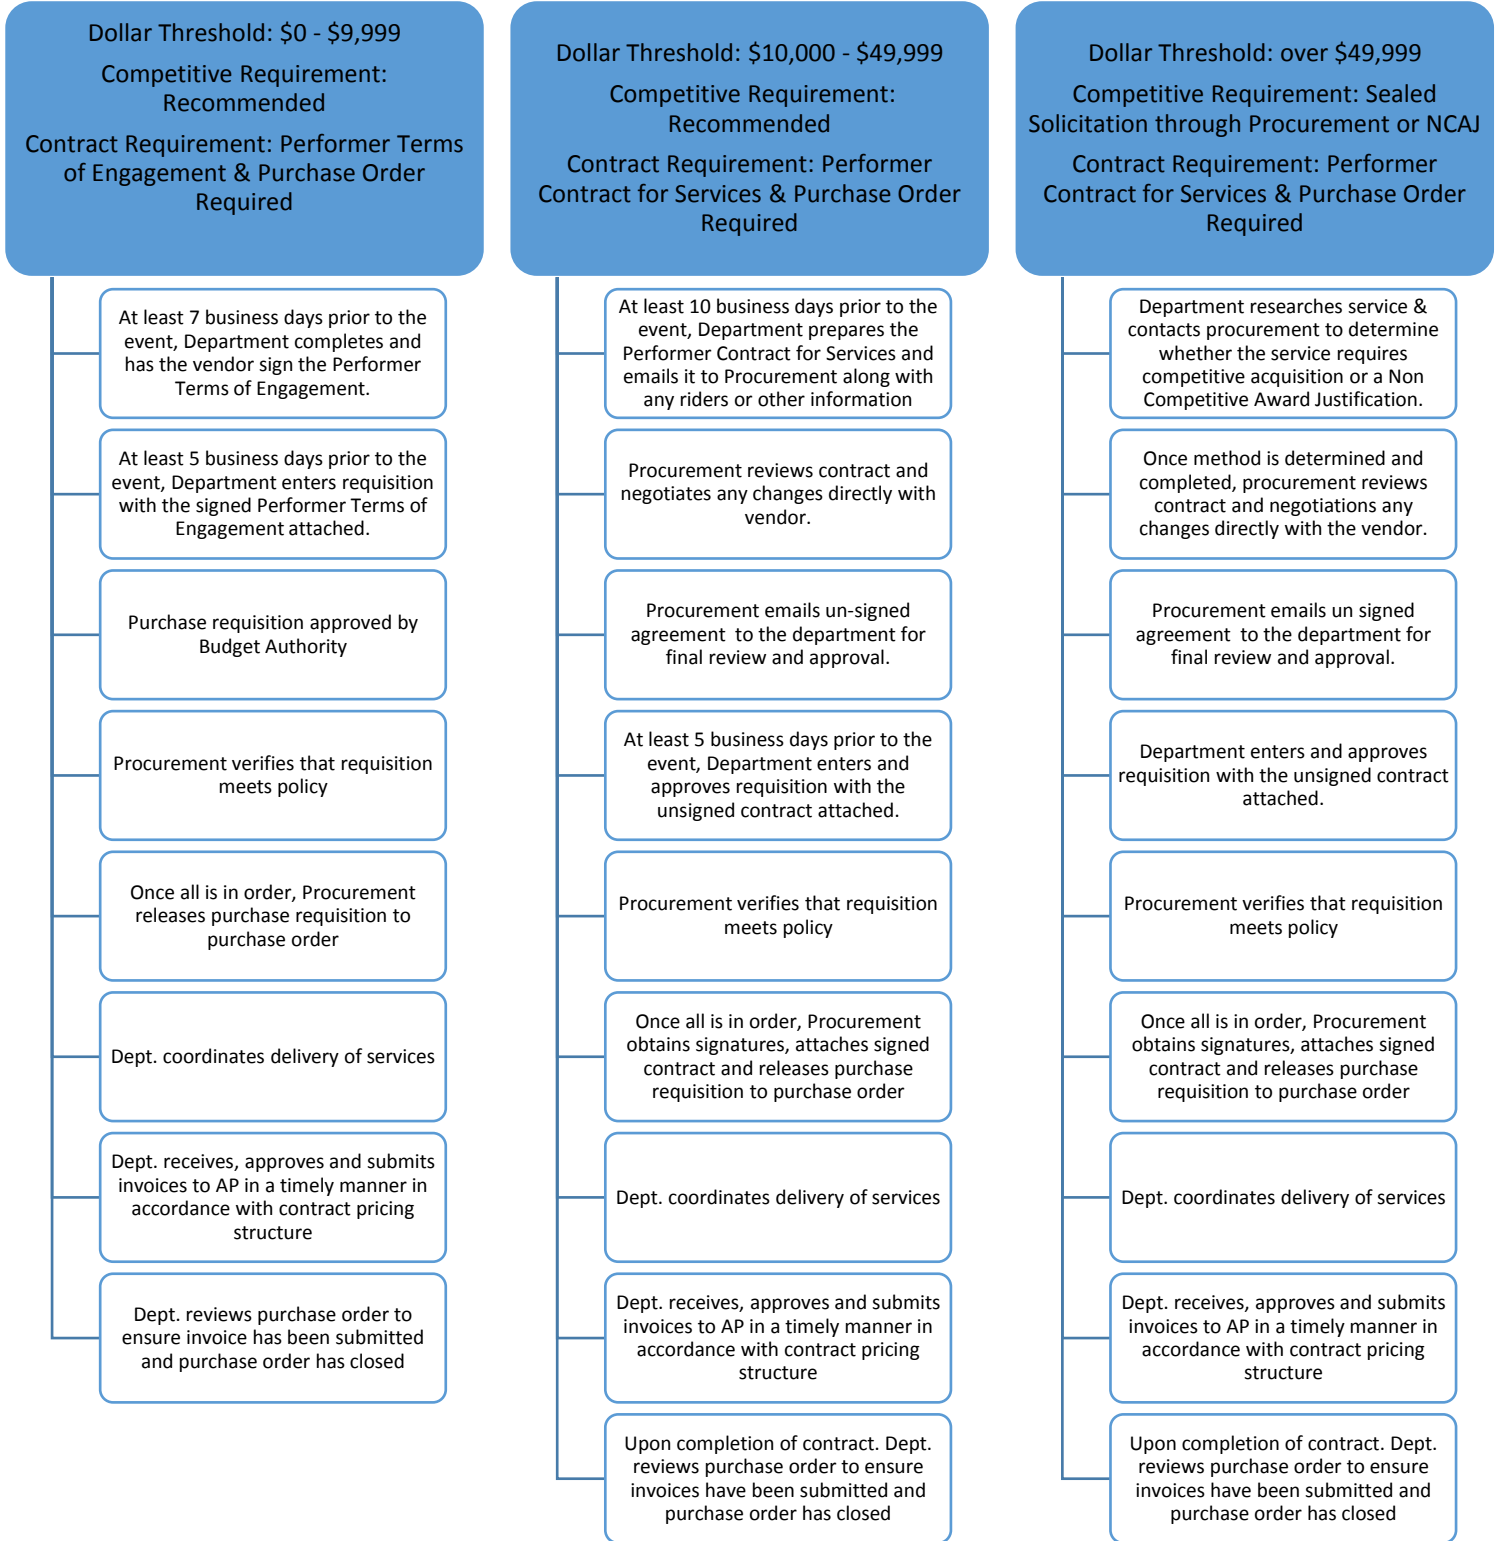 Dollar Threshold: $0 - $9,999
Competitive Requirement:
Recommended
Contract Requirement: Performer Terms
of Engagement & Purchase Order
Required
At least 7 business days prior to the
event, Department completes and
has the vendor sign the Performer
Terms of Engagement.
At least 5 business days prior to the
event, Department enters requisition
with the signed Performer Terms of
Engagement attached.
Purchase requisition approved by
Budget Authority
Procurement verifies that requisition
meets policy
Once all is in order, Procurement
releases purchase requisition to
purchase order
Dept. coordinates delivery of services
Dept. receives, approves and submits
invoices to AP in a timely manner in
accordance with contract pricing
structure
Dept. reviews purchase order to
ensure invoice has been submitted
and purchase order has closed
Dollar Threshold: $10,000 - $49,999
Competitive Requirement:
Recommended
Contract Requirement: Performer
Contract for Services & Purchase Order
Required
At least 10 business days prior to the
event, Department prepares the
Performer Contract for Services and
emails it to Procurement along with
any riders or other information
Procurement reviews contract and
negotiates any changes directly with
vendor.
Procurement emails un-signed
agreement to the department for
final review and approval.
At least 5 business days prior to the
event, Department enters and
approves requisition with the
unsigned contract attached.
Procurement verifies that requisition
meets policy
Once all is in order, Procurement
obtains signatures, attaches signed
contract and releases purchase
requisition to purchase order
Dept. coordinates delivery of services
Dept. receives, approves and submits
invoices to AP in a timely manner in
accordance with contract pricing
structure
Upon completion of contract. Dept.
reviews purchase order to ensure
invoices have been submitted and
purchase order has closed
Dollar Threshold: over $49,999
Competitive Requirement: Sealed
Solicitation through Procurement or NCAJ
Contract Requirement: Performer
Contract for Services & Purchase Order
Required
Department researches service &
contacts procurement to determine
whether the service requires
competitive acquisition or a Non
Competitive Award Justification.
Once method is determined and
completed, procurement reviews
contract and negotiations any
changes directly with the vendor.
Procurement emails un signed
agreement to the department for
final review and approval.
Department enters and approves
requisition with the unsigned contract
attached.
Procurement verifies that requisition
meets policy
Once all is in order, Procurement
obtains signatures, attaches signed
contract and releases purchase
requisition to purchase order
Dept. coordinates delivery of services
Dept. receives, approves and submits
invoices to AP in a timely manner in
accordance with contract pricing
structure
Upon completion of contract. Dept.
reviews purchase order to ensure
invoices have been submitted and
purchase order has closed